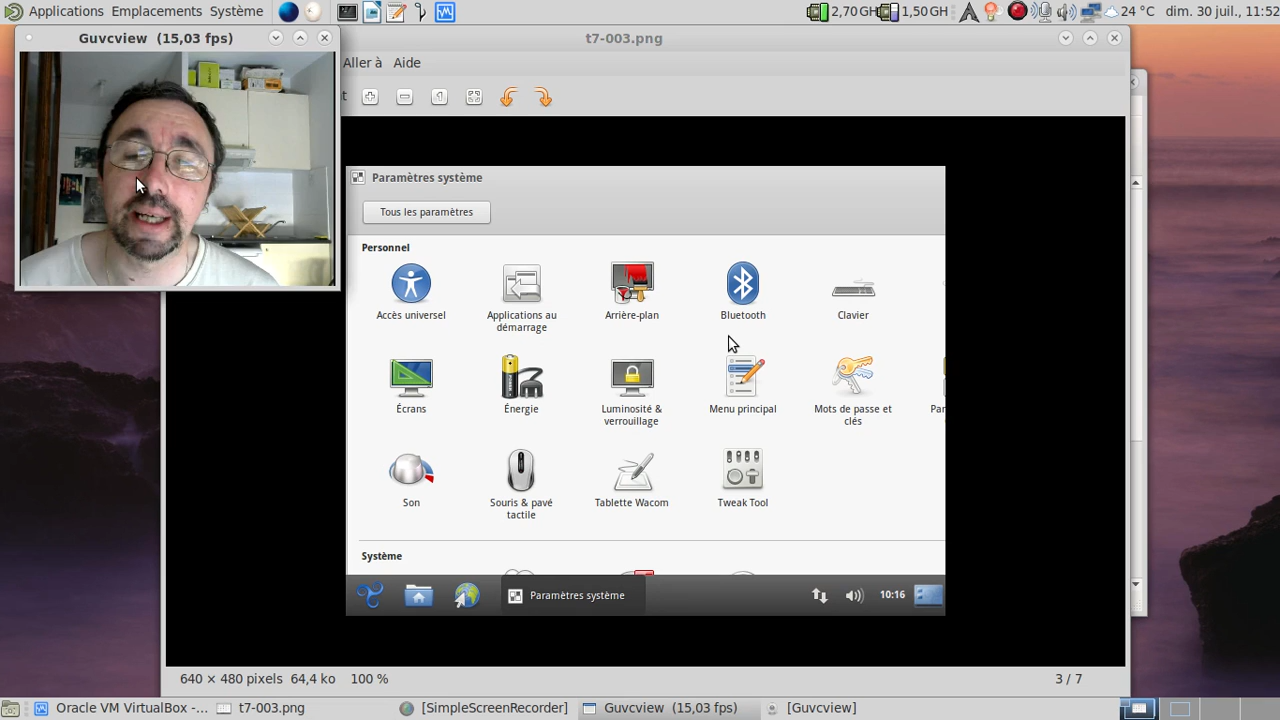 Applications Emplacements Système 2,70 GH 1,50 GH 24 °C dim. 30 juil., 11:52
Guvcview (15,03 fps)
t7-003.png
Aller à Aide
t
Paramètres système
Tous les paramètres
Personnel
Accès universel
Applications au démarrage
Arrière-plan
Bluetooth
Clavier
Écrans
Énergie
Luminosité & verrouillage
Menu principal
Mots de passe et clés
Par
Son
Souris & pavé tactile
Tablette Wacom
Tweak Tool
Système
Paramètres système 10:16
640 × 480 pixels 64,4 ko 100 % 3 / 7
Oracle VM VirtualBox -... t7-003.png [SimpleScreenRecorder] Guvcview (15,03 fps) [Guvcview]